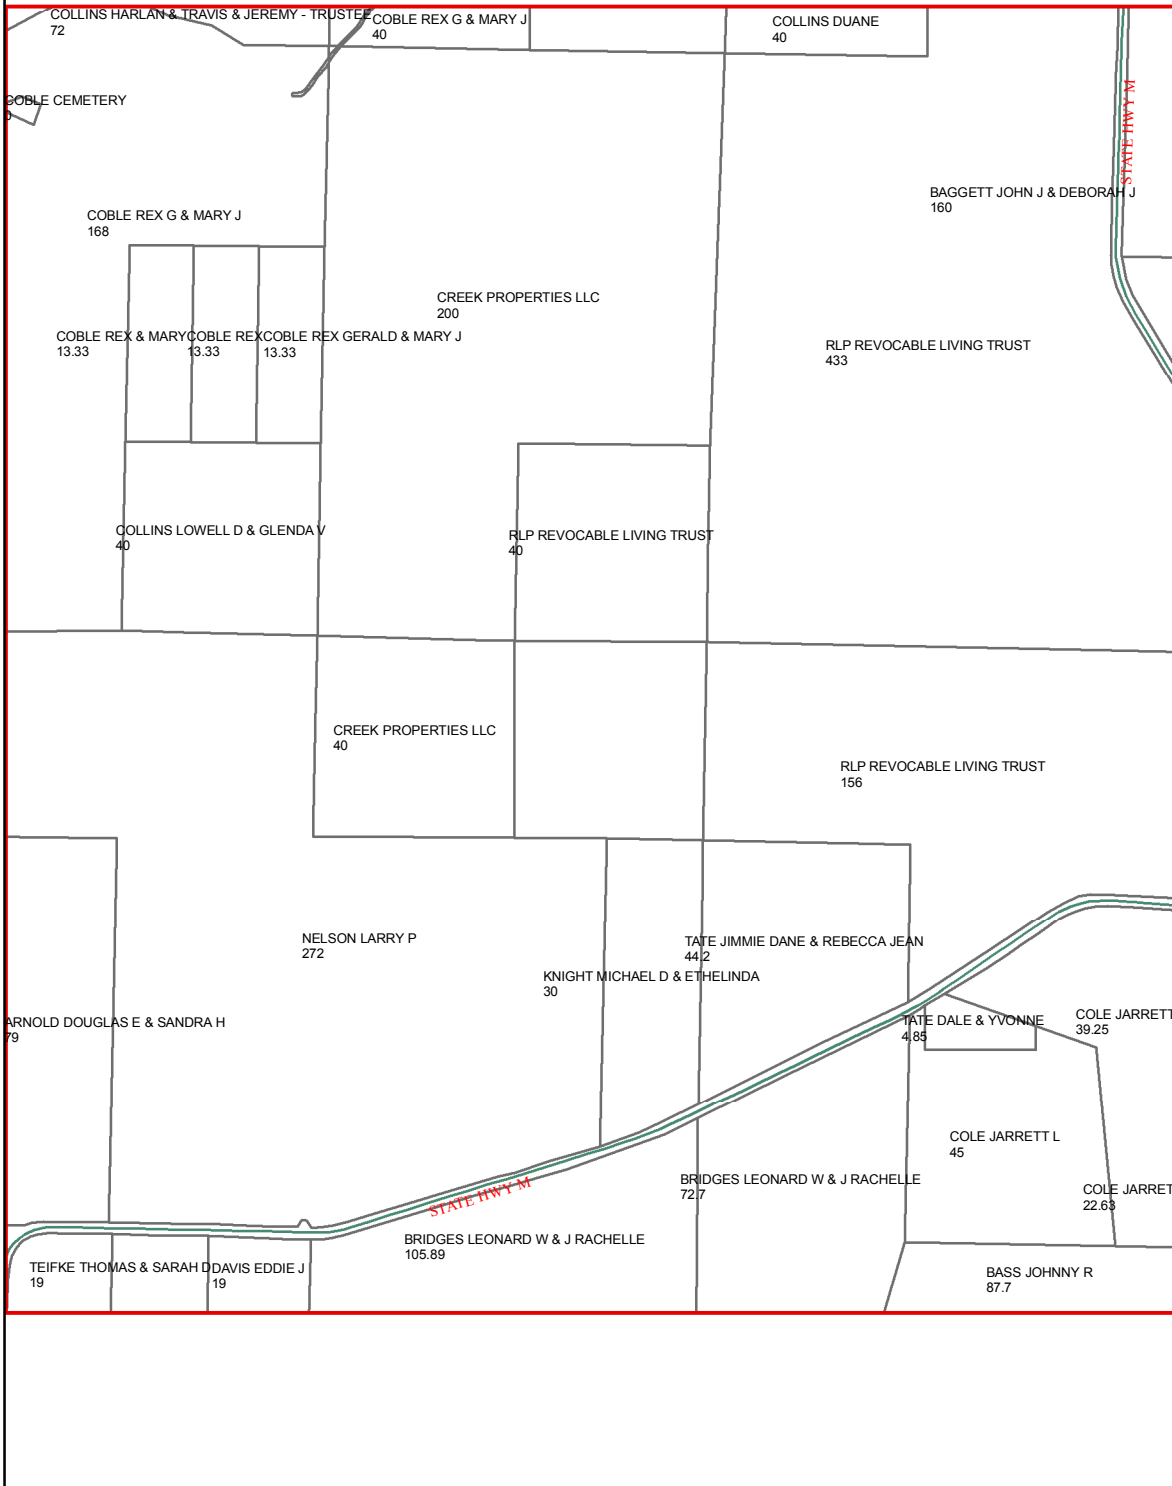 COLLINS HARLAN & TRAVIS & JEREMY - TRUSTEE
72
COBLE REX G & MARY J
40
COLLINS DUANE
40
COBLE CEMETERY
STATE HWY M
BAGGETT JOHN J & DEBORAH J
160
COBLE REX G & MARY J
168
CREEK PROPERTIES LLC
200
COBLE REX & MARY
13.33
COBLE REX
13.33
COBLE REX GERALD & MARY J
13.33
RLP REVOCABLE LIVING TRUST
433
COLLINS LOWELL D & GLENDA V
40
RLP REVOCABLE LIVING TRUST
40
CREEK PROPERTIES LLC
40
RLP REVOCABLE LIVING TRUST
156
NELSON LARRY P
272
TATE JIMMIE DANE & REBECCA JEAN
44.2
KNIGHT MICHAEL D & ETHELINDA
30
ARNOLD DOUGLAS E & SANDRA H
79
TATE DALE & YVONNE
4.85
COLE JARRETT
39.25
COLE JARRETT L
45
BRIDGES LEONARD W & J RACHELLE
72.7
COLE JARRET
22.63
STATE HWY M
BRIDGES LEONARD W & J RACHELLE
105.89
TEIFKE THOMAS & SARAH D
19
DAVIS EDDIE J
19
BASS JOHNNY R
87.7